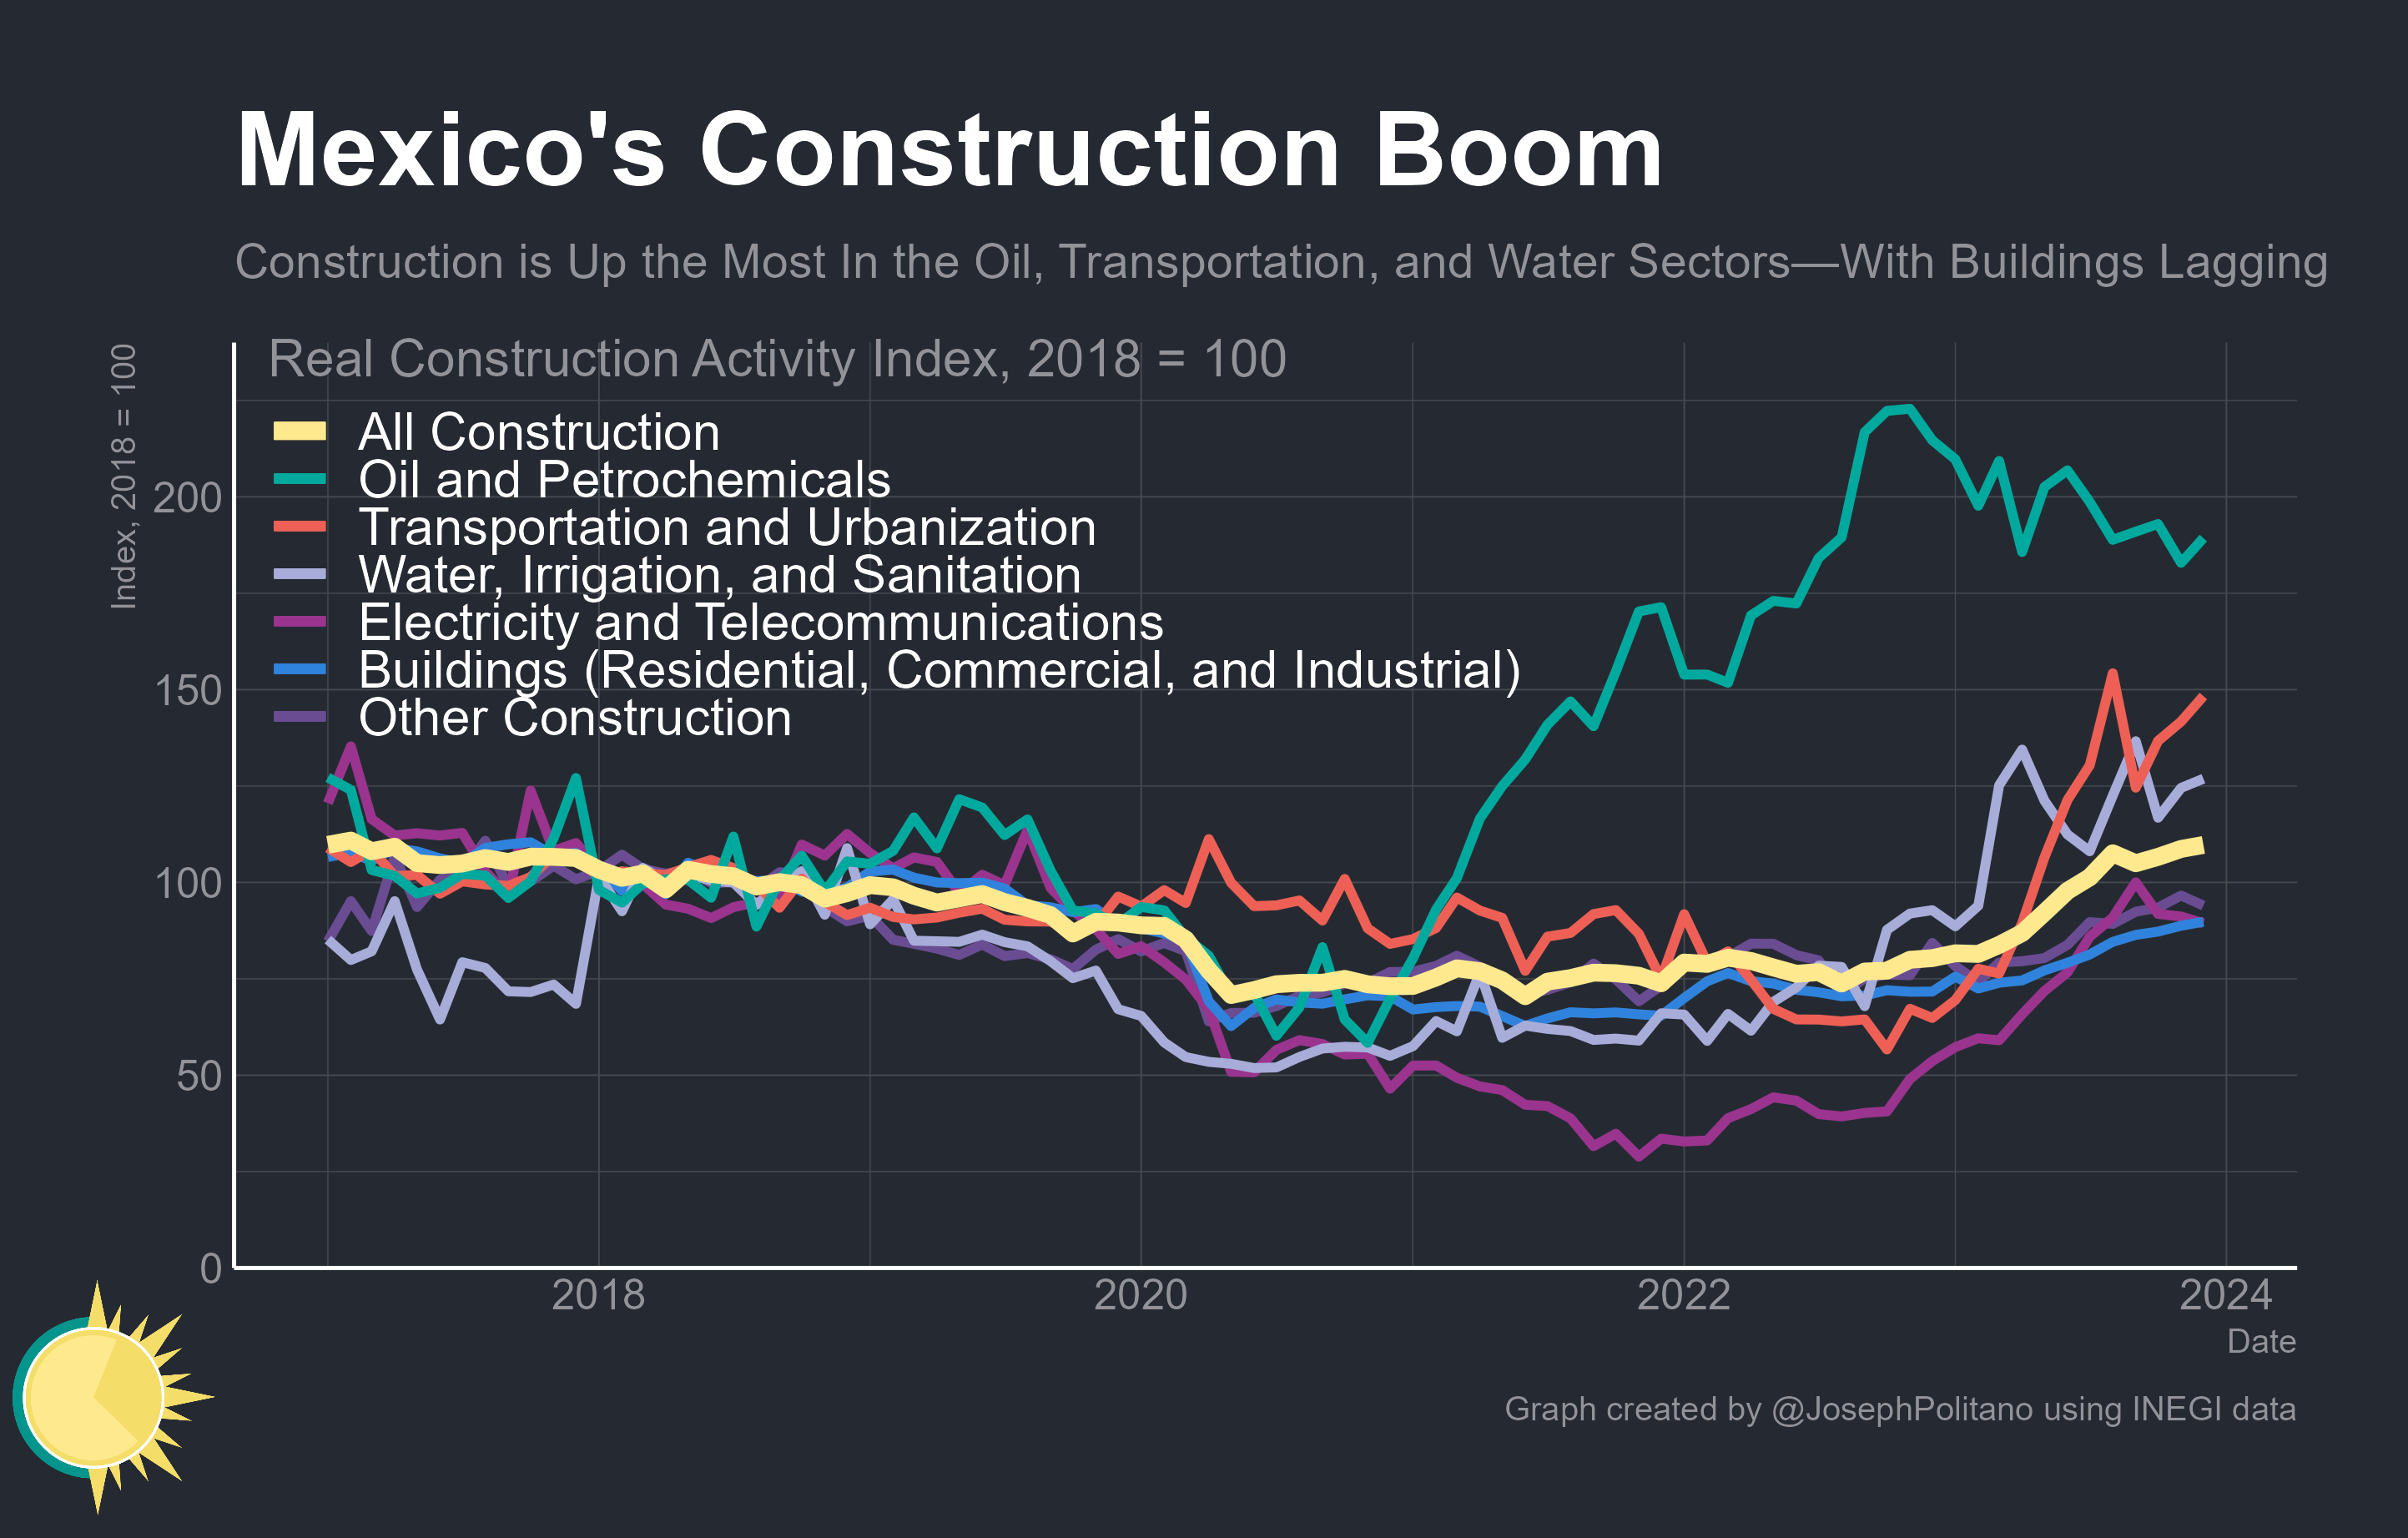 Mexico's Construction Boom
Construction is Up the Most In the Oil, Transportation, and Water Sectors—With Buildings Lagging
Index, 2018 = 100
Real Construction Activity Index, 2018 = 100
All Construction
Oil and Petrochemicals
Transportation and Urbanization
Water, Irrigation, and Sanitation
Electricity and Telecommunications
Buildings (Residential, Commercial, and Industrial)
Other Construction
200
150
100
50
0
2018
2020
2022
2024
Date
Graph created by @JosephPolitano using INEGI data